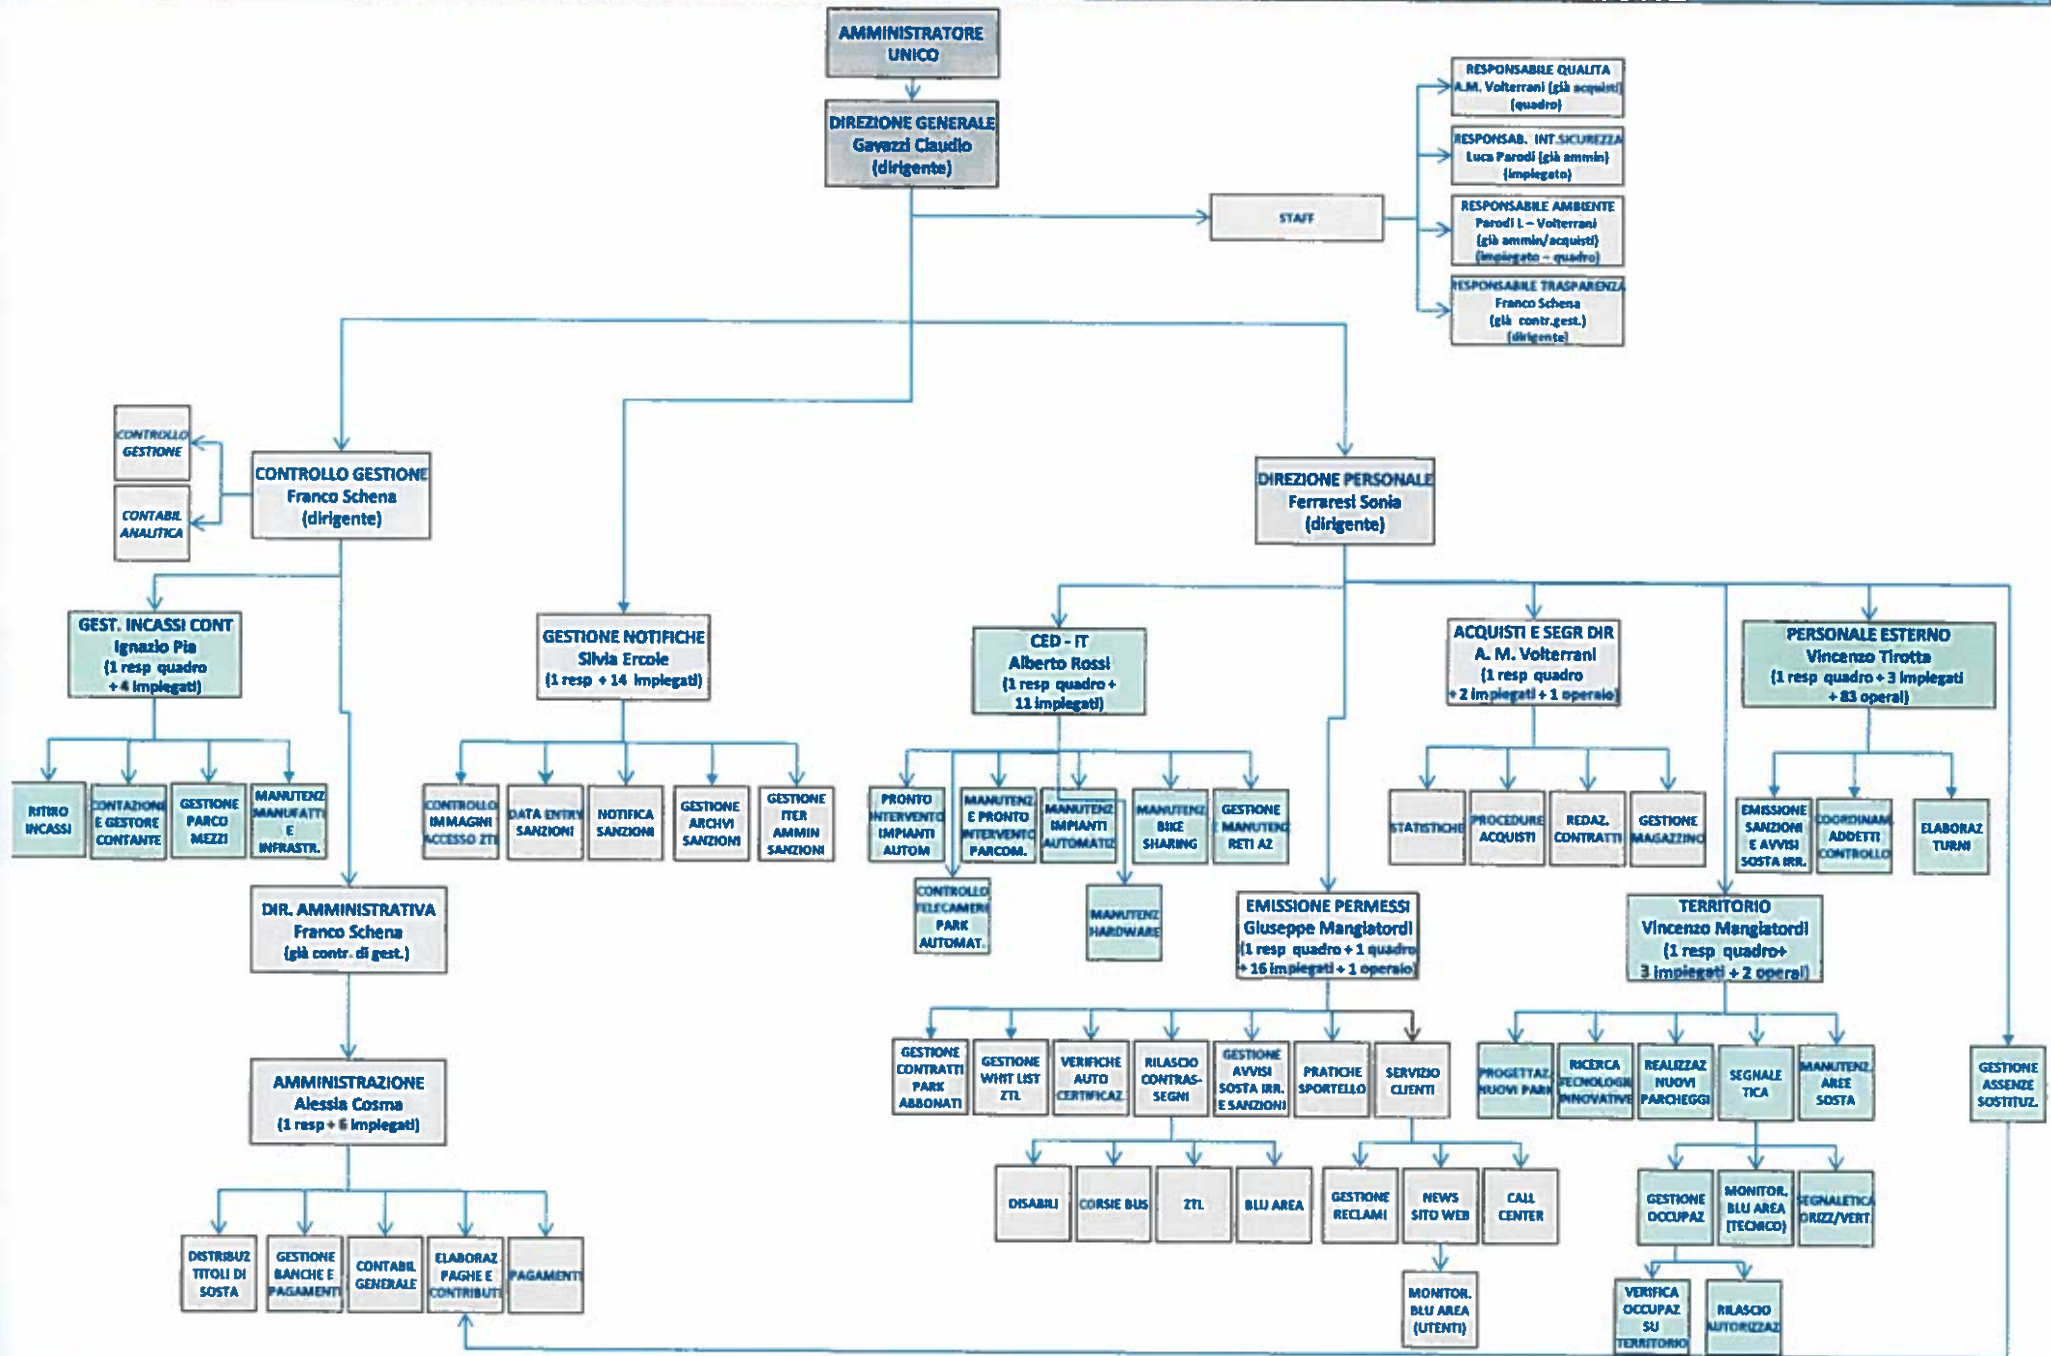 AMMINISTRATORE
UNICO
DIREZIONE GENERALE
Gavazzi Claudio
(dirigente)
STAFF
RESPONSABILE QUALITA
A.M. Volterrani (già acquisti)
(quadro)
RESPONSAB. INT.SICUREZZA
Luca Parodi (già ammin)
(impiegato)
RESPONSABILE AMBIENTE
Parodi L – Volterrani
(già ammin/acquisti)
(impiegato – quadro)
RESPONSABILE TRASPARENZA
Franco Schena
(già contr.gest.)
(dirigente)
CONTROLLO
GESTIONE
CONTABIL
ANALITICA
CONTROLLO GESTIONE
Franco Schena
(dirigente)
DIREZIONE PERSONALE
Ferraresi Sonia
(dirigente)
GEST. INCASSI CONT
Ignazio Pia
(1 resp quadro
+ 4 impiegati)
GESTIONE NOTIFICHE
Silvia Ercole
(1 resp + 14 impiegati)
CED - IT
Alberto Rossi
(1 resp quadro +
11 impiegati)
ACQUISTI E SEGR DIR
A. M. Volterrani
(1 resp quadro
+ 2 impiegati + 1 operaio)
PERSONALE ESTERNO
Vincenzo Tirotta
(1 resp quadro + 3 impiegati
+ 83 operai)
RITIRO
INCASSI
CONTAZIONE
E GESTORE
CONTANTE
GESTIONE
PARCO
MEZZI
MANUTENZ
MANUFATTI
E
INFRASTR.
CONTROLLO
IMMAGINI
ACCESSO ZTL
DATA ENTRY
SANZIONI
NOTIFICA
SANZIONI
GESTIONE
ARCHVI
SANZIONI
GESTIONE
ITER
AMMIN
SANZIONI
PRONTO
INTERVENTO
IMPIANTI
AUTOM
MANUTENZ.
E PRONTO
INTERVENTO
PARCOM.
MANUTENZ
IMPIANTI
AUTOMATIZ
MANUTENZ.
BIKE
SHARING
GESTIONE
E MANUTENZ
RETI AZ
CONTROLLO
TELECAMERE
PARK
AUTOMAT.
MANUTENZ
HARDWARE
STATISTICHE
PROCEDURE
ACQUISTI
REDAZ.
CONTRATTI
GESTIONE
MAGAZZINO
EMISSIONE
SANZIONI
E AVVISI
SOSTA IRR.
COORDINAM
ADDETTI
CONTROLLO
ELABORAZ
TURNI
DIR. AMMINISTRATIVA
Franco Schena
(già contr. di gest.)
EMISSIONE PERMESSI
Giuseppe Mangiatordi
(1 resp quadro + 1 quadro
+ 16 impiegati + 1 operaio)
TERRITORIO
Vincenzo Mangiatordi
(1 resp quadro+
3 impiegati + 2 operai)
AMMINISTRAZIONE
Alessia Cosma
(1 resp + 6 impiegati)
GESTIONE
CONTRATTI
PARK
ABBONATI
GESTIONE
WHIT LIST
ZTL
VERIFICHE
AUTO
CERTIFICAZ.
RILASCIO
CONTRAS-
SEGNI
GESTIONE
AVVISI
SOSTA IRR.
E SANZIONI
PRATICHE
SPORTELLO
SERVIZIO
CLIENTI
PROGETTAZ.
NUOVI PARK
RICERCA
TECNOLOGIE
INNOVATIVE
REALIZZAZ
NUOVI
PARCHEGGI
SEGNALE
TICA
MANUTENZ.
AREE
SOSTA
GESTIONE
ASSENZE
SOSTITUZ.
DISABILI
CORSIE BUS
ZTL
BLU AREA
GESTIONE
RECLAMI
NEWS
SITO WEB
CALL
CENTER
GESTIONE
OCCUPAZ
MONITOR.
BLU AREA
(TECNICO)
SEGNALETICA
ORIZZ/VERT.
DISTRIBUZ
TITOLI DI
SOSTA
GESTIONE
BANCHE E
PAGAMENTI
CONTABIL
GENERALE
ELABORAZ
PAGHE E
CONTRIBUTI
PAGAMENTI
MONITOR.
BLU AREA
(UTENTI)
VERIFICA
OCCUPAZ
SU
TERRITORIO
RILASCIO
AUTORIZZAZ